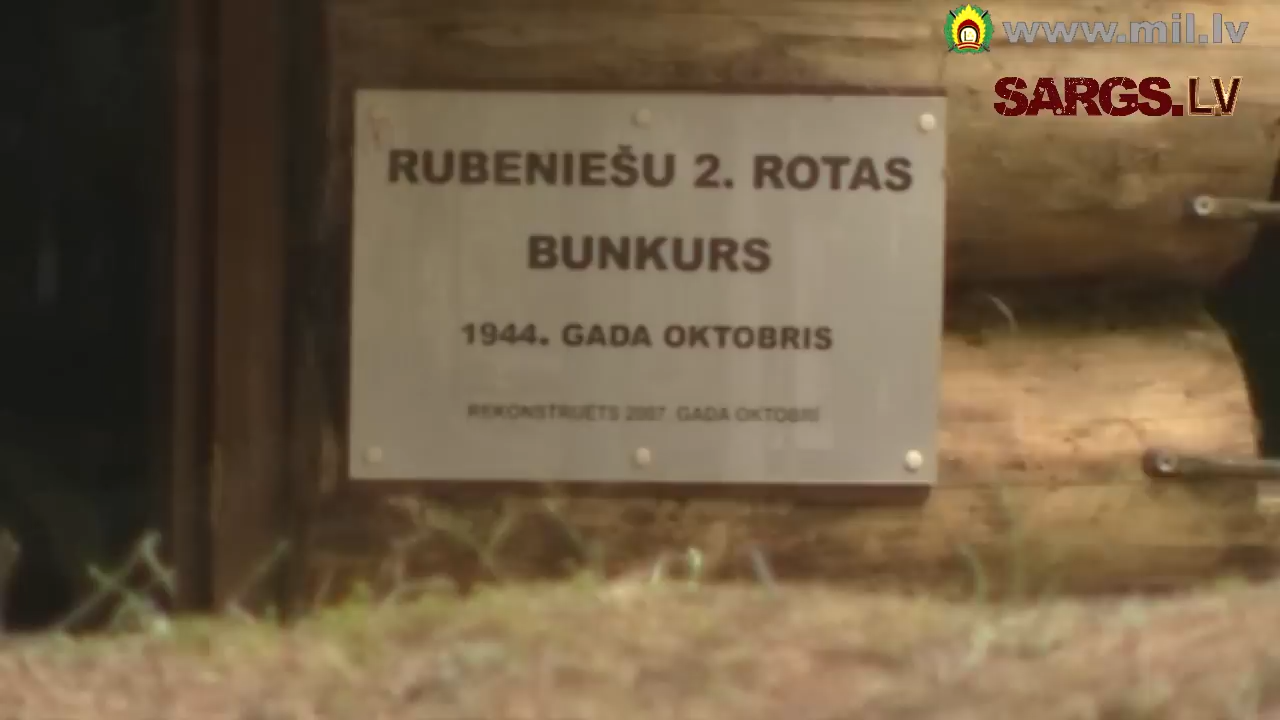 www.mil.lv
SARGS.LV
RUBENIEŠU 2. ROTAS
BUNKURS
1944. GADA OKTOBRIS
REKONSTRUĒTS 2007. GADA OKTOBRĪ